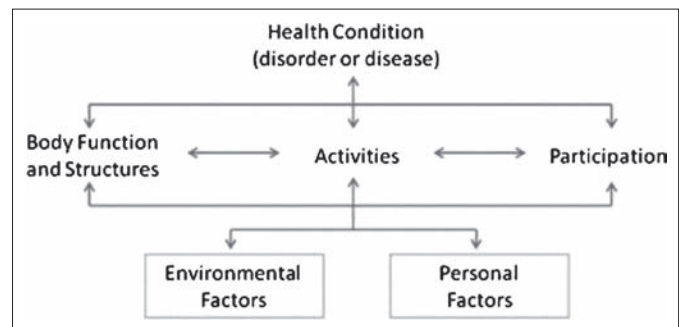 Health Condition
(disorder or disease)
Body Function
and Structures
Activities
Participation
Environmental
Factors
Personal
Factors